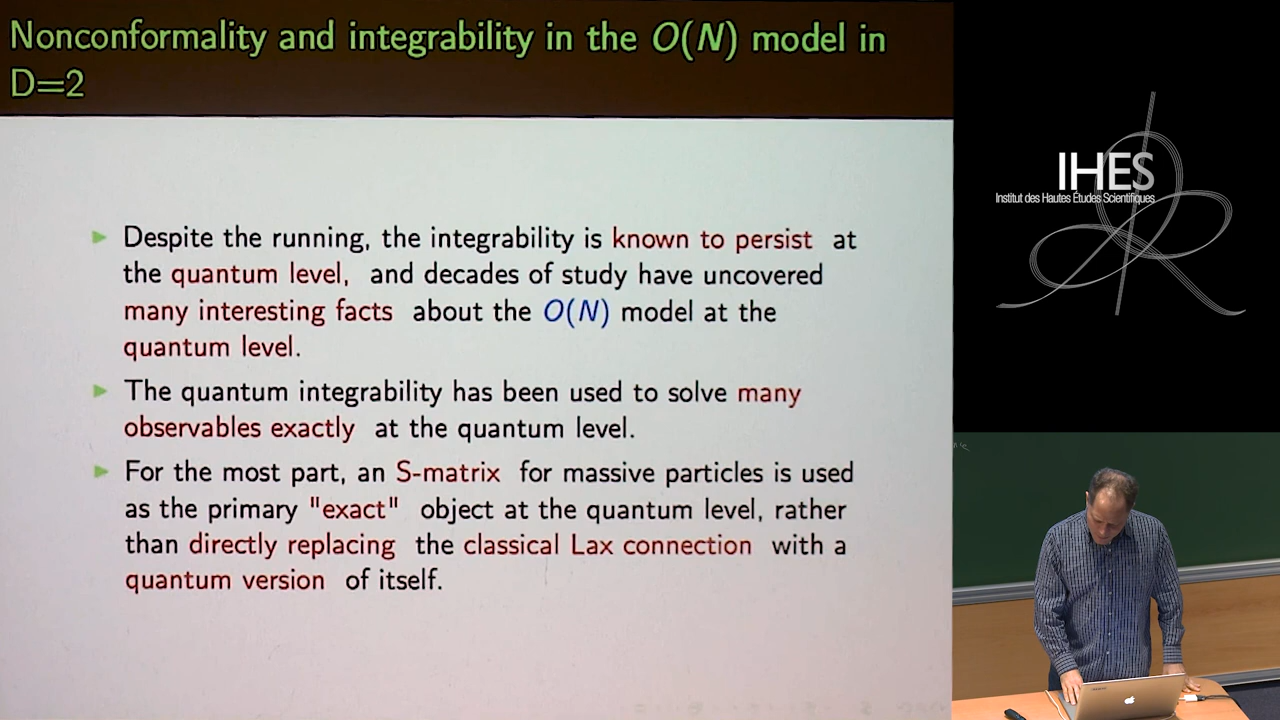 Nonconformality and integrability in the O(N) model in
D=2
Despite the running, the integrability is known to persist at
the quantum level, and decades of study have uncovered
many interesting facts about the O(N) model at the
quantum level.
The quantum integrability has been used to solve many
observables exactly at the quantum level.
For the most part, an S-matrix for massive particles is used
as the primary "exact" object at the quantum level, rather
than directly replacing the classical Lax connection with a
quantum version of itself.
IHES
Institut des Hautes Études Scientifiques